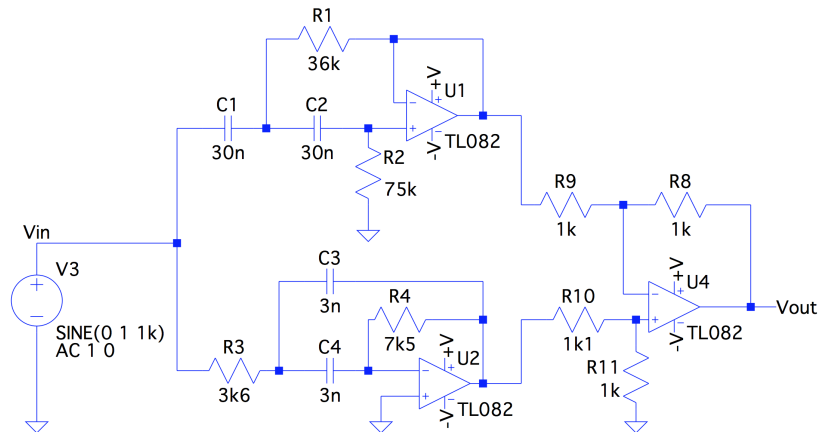 R1
36k
+V
U1
C1
C2
-
+
+
-
30n
30n
-V
TL082
R2
75k
R9
R8
1k
1k
Vin
V3
+
-
SINE(0 1 1k)
AC 1 0
C3
3n
+V
U4
-
+
+
-
Vout
R4
R10
7k5
1k1
-V
TL082
R3
C4
+V
U2
R11
3k6
3n
-
+
+
-
1k
-V
TL082